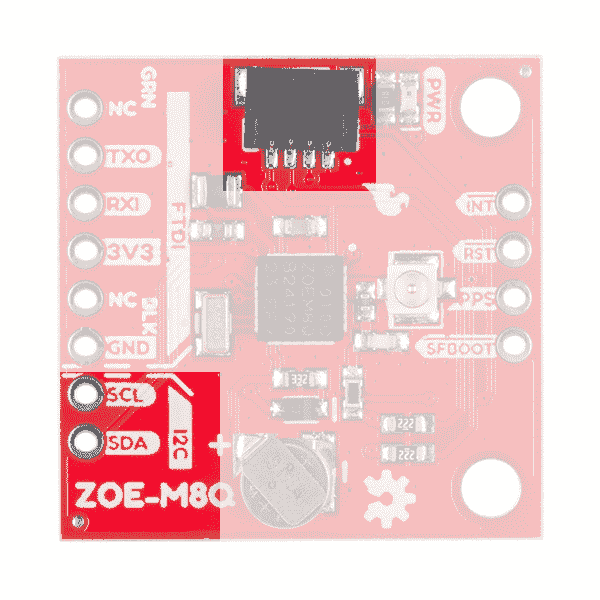 GRN
NC
PWR
TXO
RXI
INT
FTDI
3V3
RST
NC
BLK
PPS
GND
SFBOOT
SCL
I2C
SDA
+
ZOE-M8Q
332
222
222